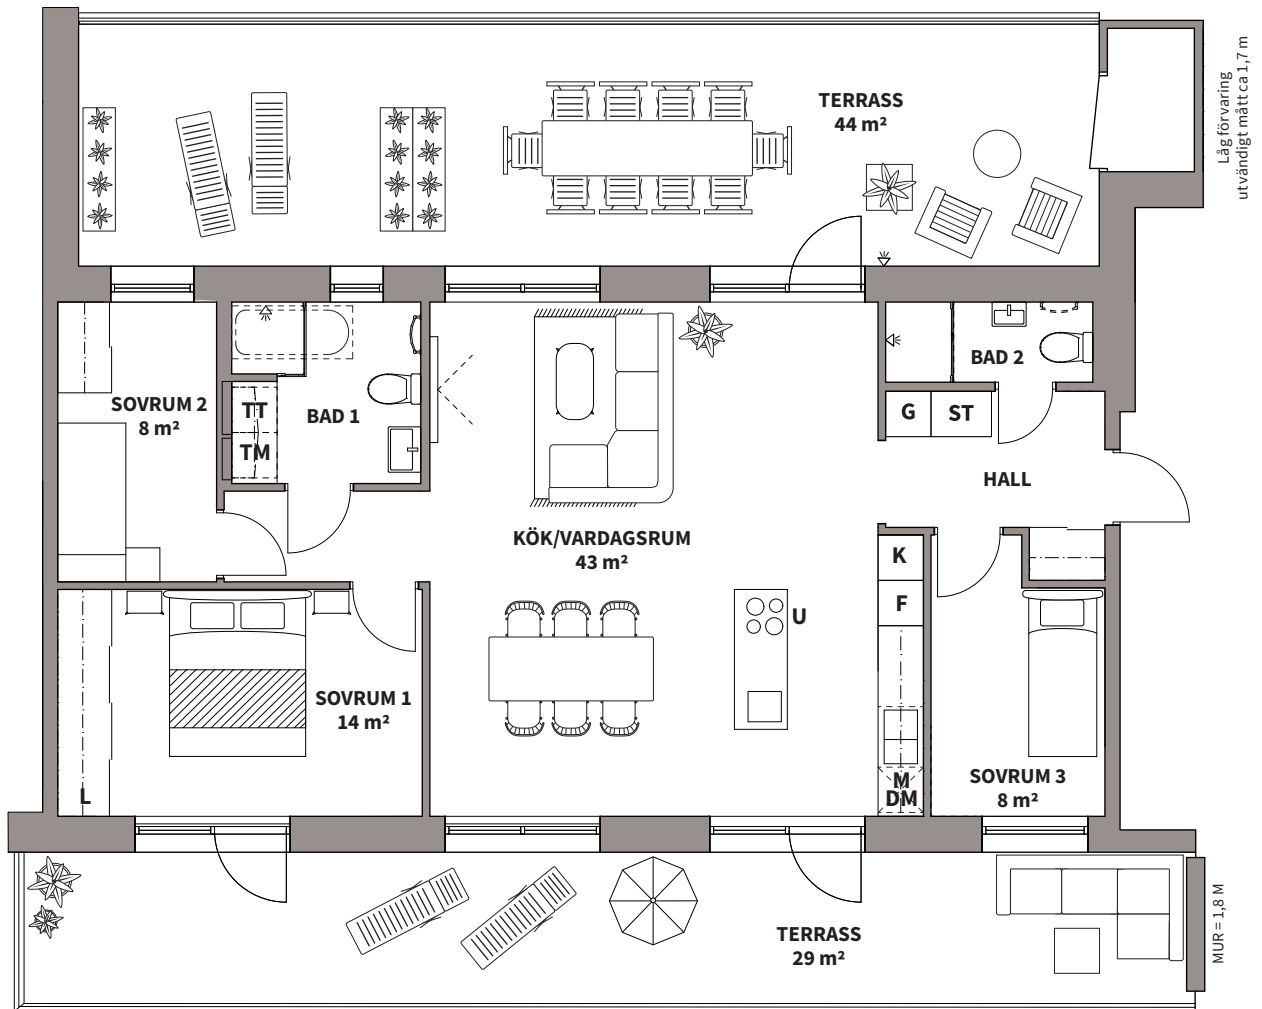 TERRASS
44 m²
Låg förvaring
utvändigt mått ca 1,7 m
SOVRUM 2
8 m²
TT
TM
BAD 1
BAD 2
G
ST
HALL
KÖK/VARDAGSRUM
43 m²
K
F
U
SOVRUM 1
14 m²
L
M
DM
SOVRUM 3
8 m²
TERRASS
29 m²
MUR = 1,8 M